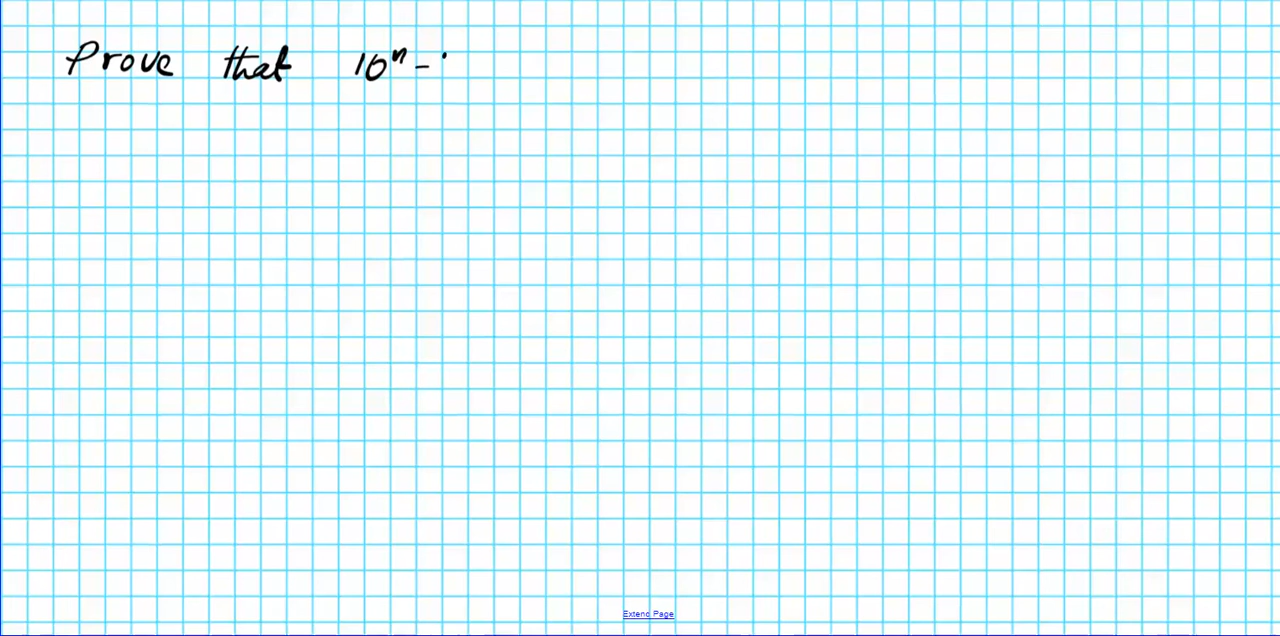 Prove that 10ⁿ -
Extend Page